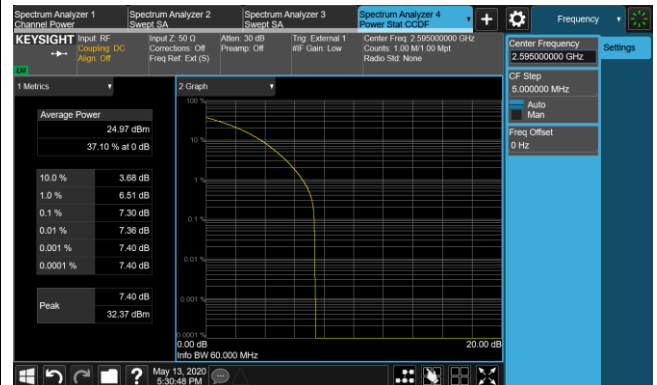 Spectrum Analyzer 1
Channel Power
Spectrum Analyzer 2
Swept SA
Spectrum Analyzer 3
Swept SA
Spectrum Analyzer 4
Power Stat CCDF
Frequency
KEYSIGHT
Input: RF
Coupling: DC
Align: Off
Input Z: 50 Ω
Corrections: Off
Freq Ref: Ext (S)
Atten: 30 dB
Preamp: Off
Trig: External 1
#IF Gain: Low
Center Freq: 2.595000000 GHz
Counts: 1.00 M/1.00 Mpt
Radio Std: None
Center Frequency
2.595000000 GHz
Settings
CF Step
5.000000 MHz
Auto
Man
Freq Offset
0 Hz
1 Metrics
Average Power
24.97 dBm
37.10 % at 0 dB
10.0 % 3.68 dB
1.0 % 6.51 dB
0.1 % 7.30 dB
0.01 % 7.36 dB
0.001 % 7.40 dB
0.0001 % 7.40 dB
Peak
7.40 dB
32.37 dBm
2 Graph
100 %
10 %
1 %
0.1 %
0.01 %
0.001 %
0.0001 %
0.00 dB 20.00 dB
Info BW 60.000 MHz
May 13, 2020
5:30:48 PM